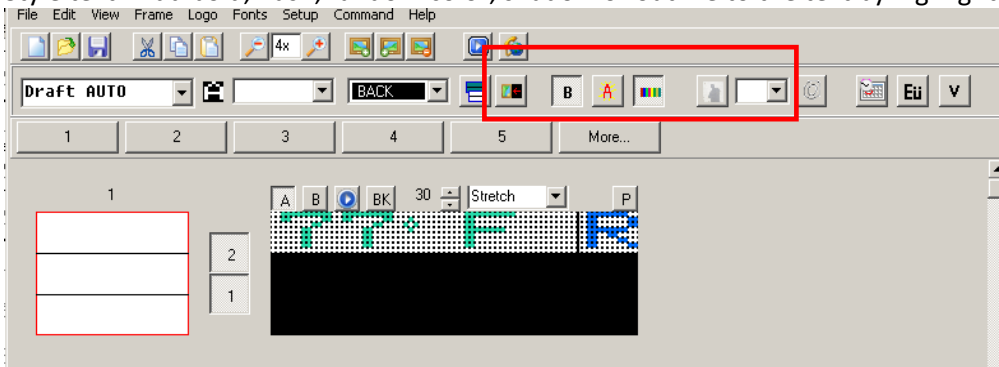 File Edit View Frame Logo Fonts Setup Command Help
4x
Draft AUTO BACK B A Eü V
1 2 3 4 5 More...
1 A B BK 30 Stretch P
77° F R
2
1